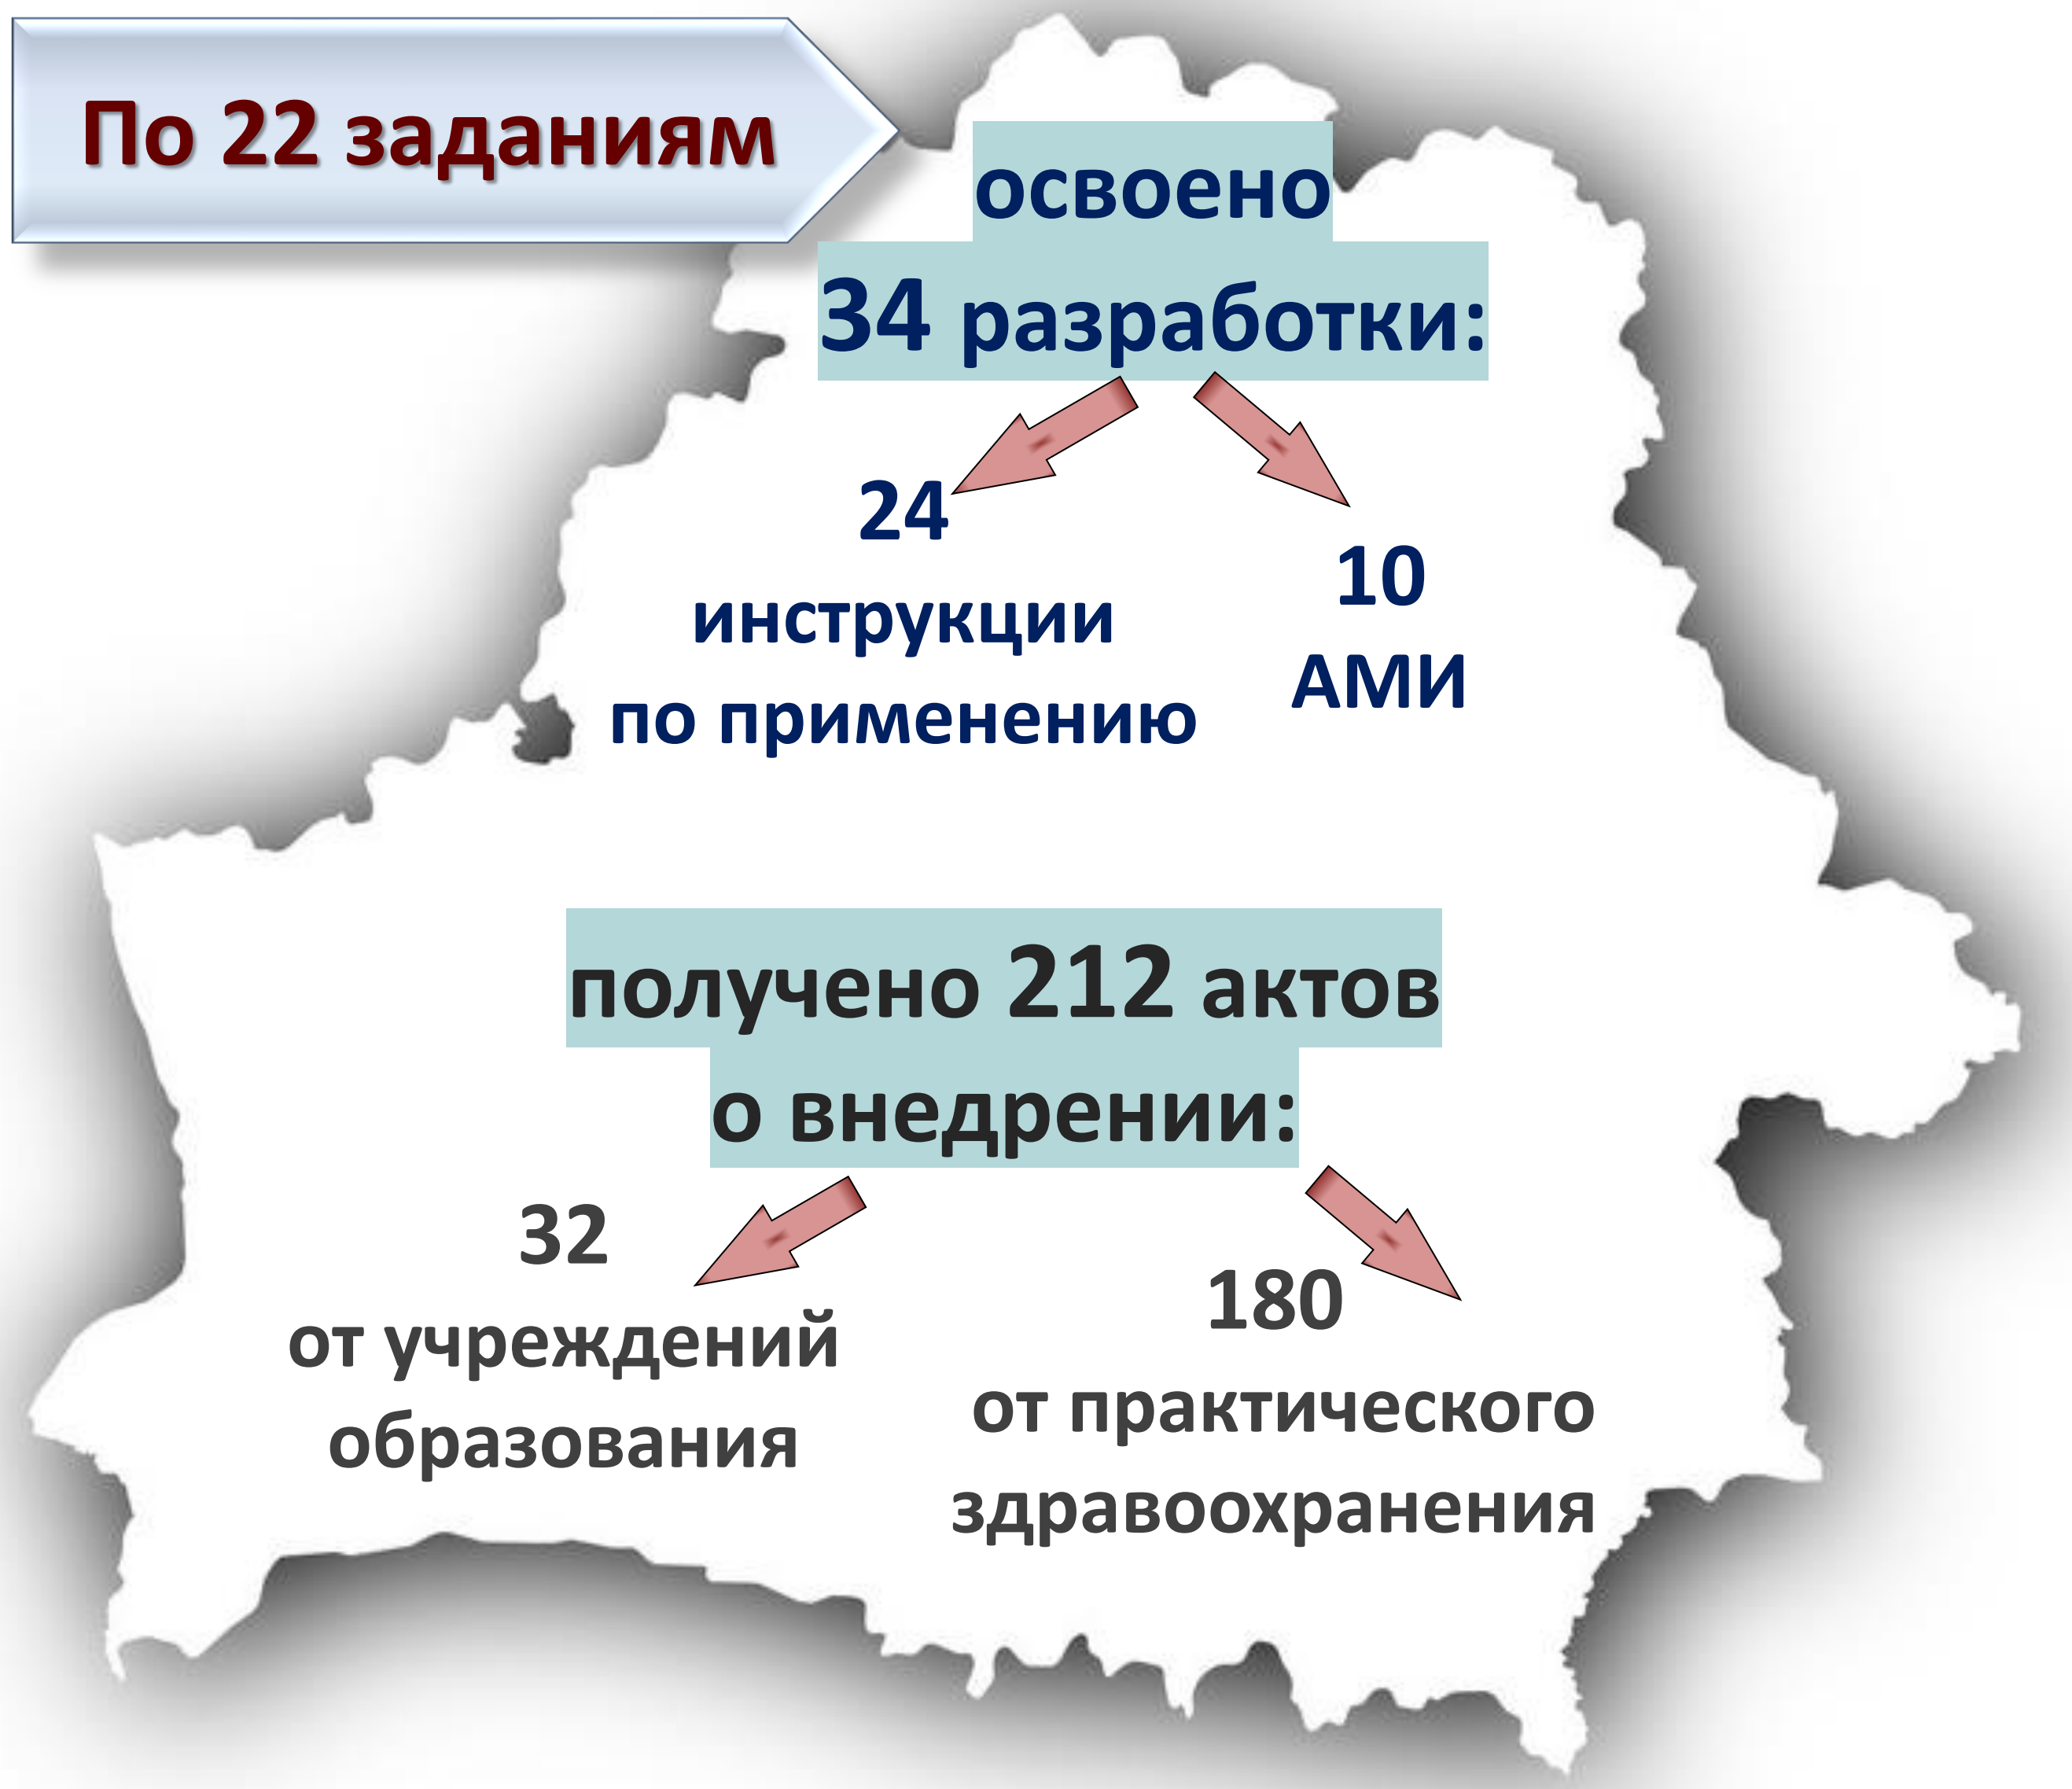 По 22 заданиям
освоено
34 разработки:
24
инструкции
по применению
10
АМИ
получено 212 актов
о внедрении:
32
от учреждений
образования
180
от практического
здравоохранения